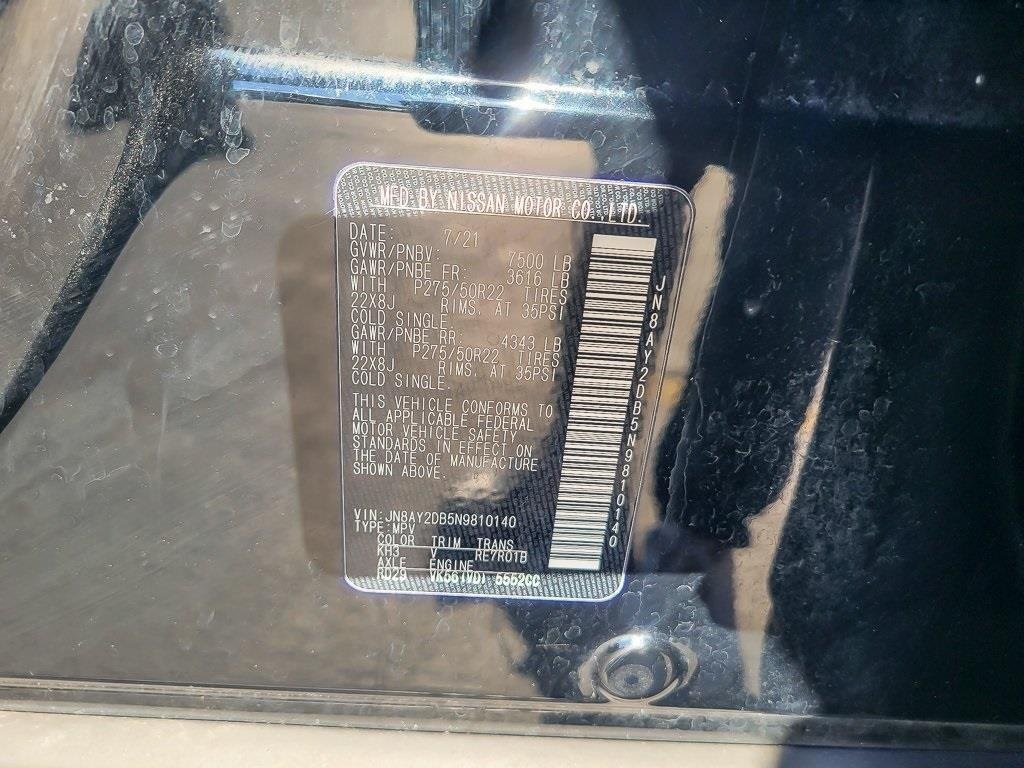 MFD BY NISSAN MOTOR CO., LTD
DATE: 7/21
GVWR/PNBV: 7500 LB
GAWR/PNBE FR: 3616 LB
WITH P275/50R22 TIRES
22X8J RIMS, AT 35PSI
COLD SINGLE.
GAWR/PNBE RR: 4343 LB
WITH P275/50R22 TIRES
22X8J RIMS, AT 35PSI
COLD SINGLE.
THIS VEHICLE CONFORMS TO
ALL APPLICABLE FEDERAL
MOTOR VEHICLE SAFETY
STANDARDS IN EFFECT ON
THE DATE OF MANUFACTURE
SHOWN ABOVE.
VIN: JN8AY2DB5N9810140
TYPE: MPV
COLOR TRIM TRANS
KH3 V RE7R01B
AXLE ENGINE
RD29 VK56(VD) 5552CC
JN8AY2DB5N9810140